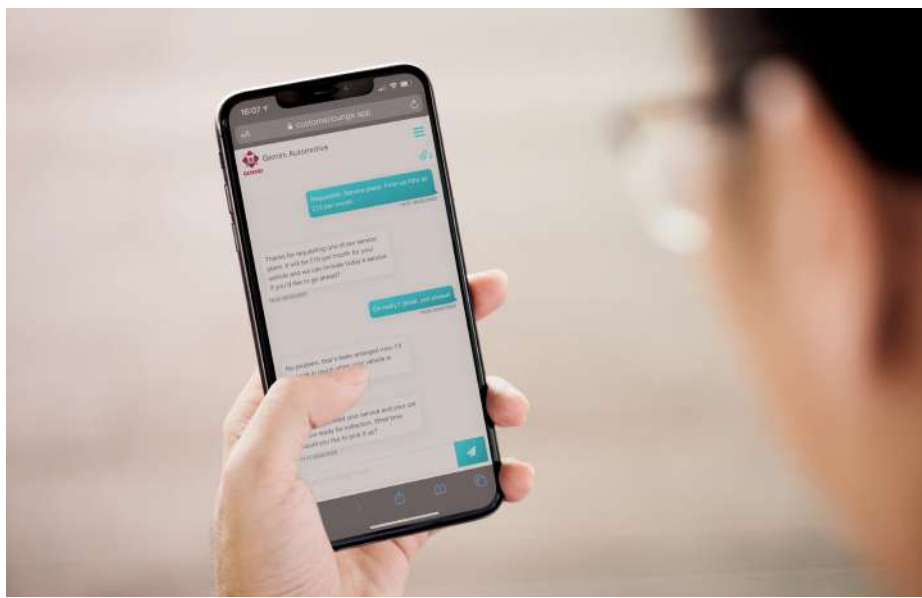 16:07
AA customerlounge.app
Gemini Automotive
GEMINI
Requested: Service plans. From as little as
£15 per month
Thanks for requesting one of our service
plans. It will be £15 per month for your
vehicle and we can include today's service
if you'd like to go ahead?
Oh really? Great, yes please!
No problem, that's been arranged now. I'll
in touch when your vehicle is
your service and your car
ready for collection. What time
would you like to pick it up?